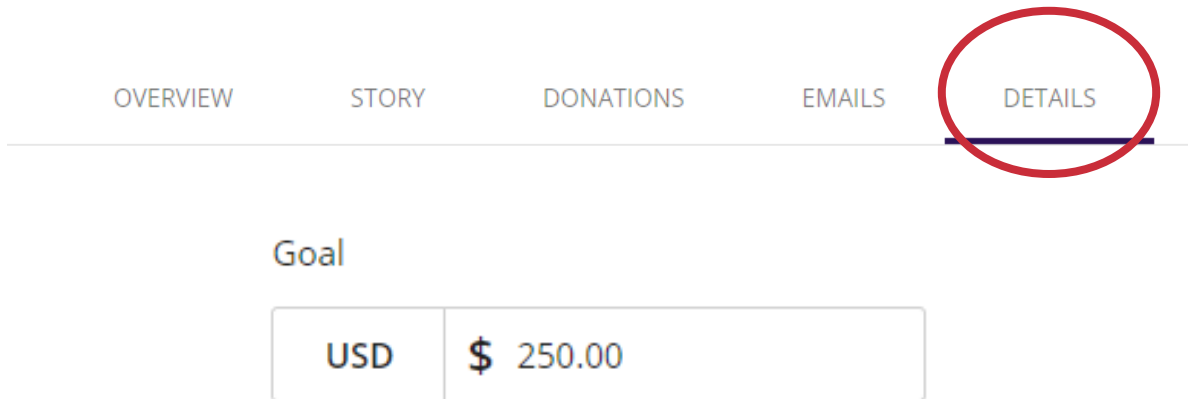 OVERVIEW STORY DONATIONS EMAILS DETAILS
Goal
USD $ 250.00